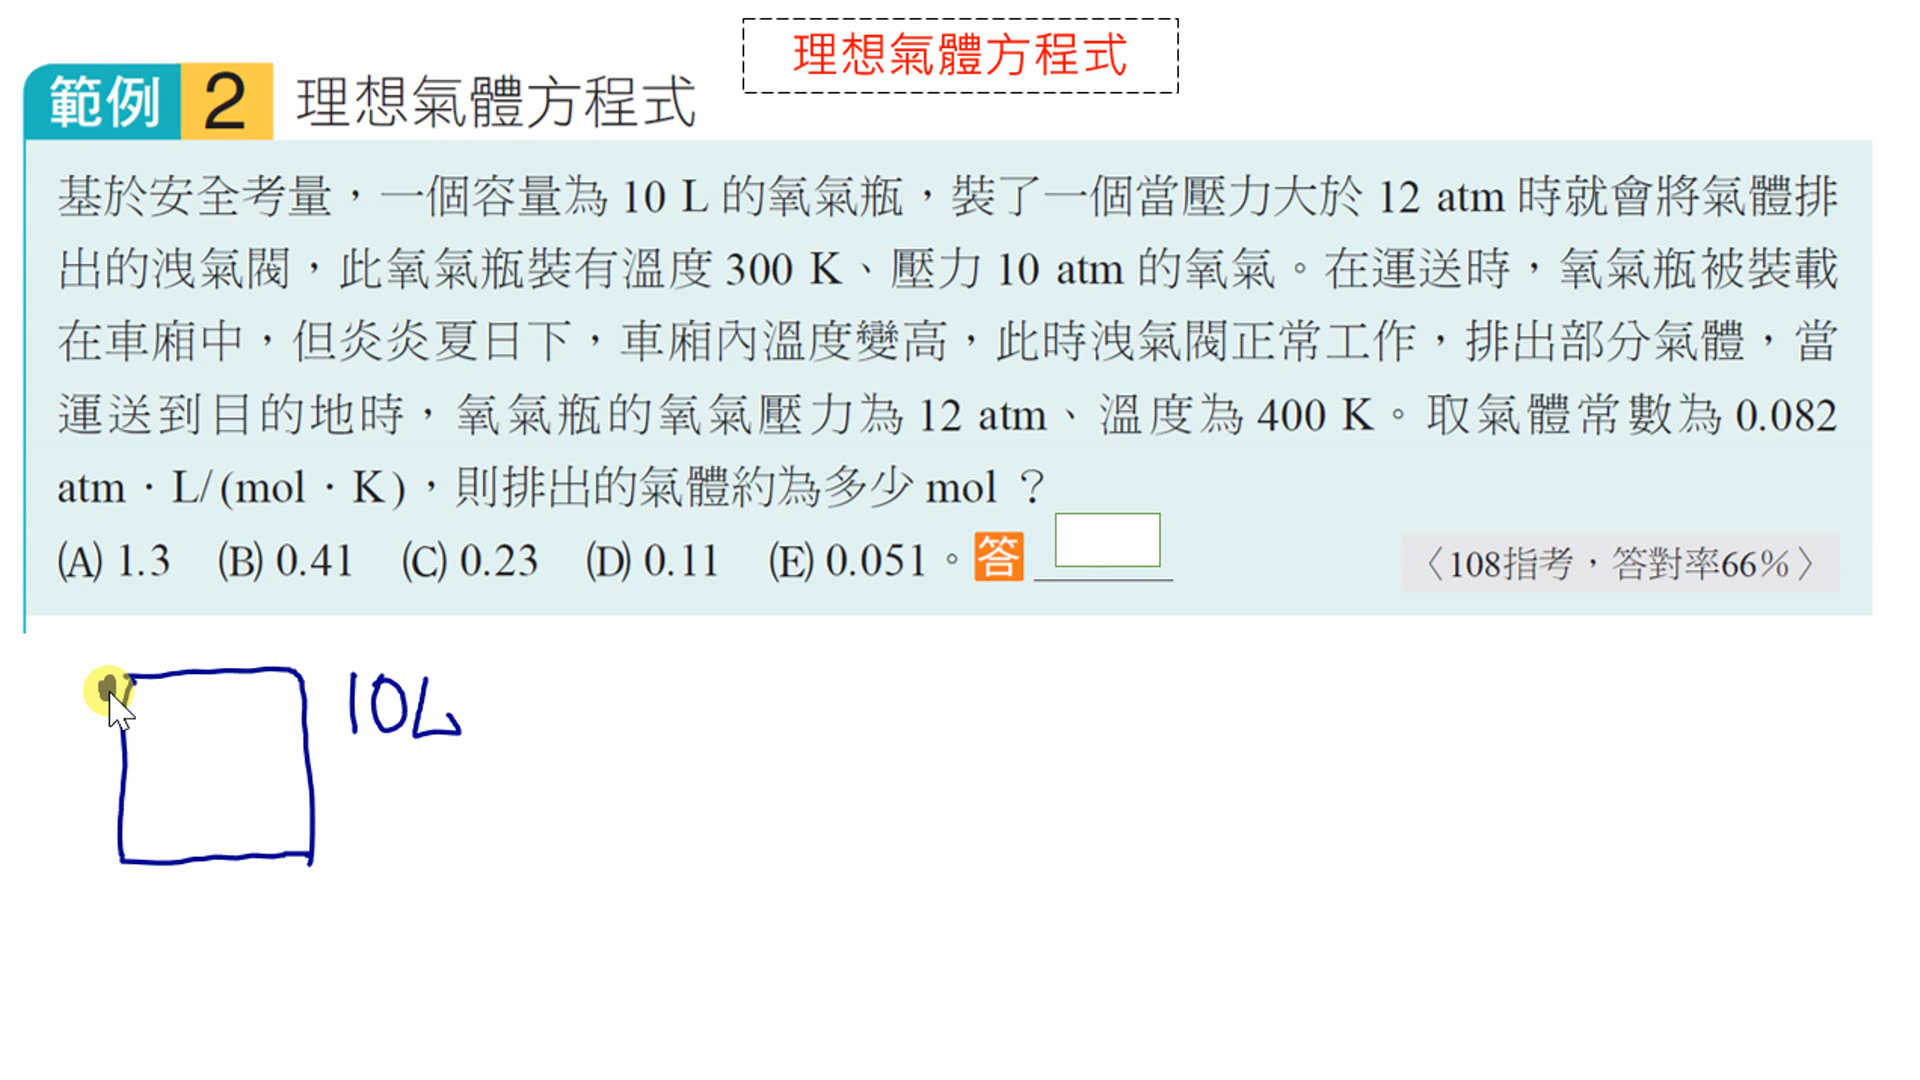 理想氣體方程式
範例 2 理想氣體方程式
基於安全考量，一個容量為 10 L 的氧氣瓶，裝了一個當壓力大於 12 atm 時就會將氣體排
出的洩氣閥，此氧氣瓶裝有溫度 300 K、壓力 10 atm 的氧氣。在運送時，氧氣瓶被裝載
在車廂中，但炎炎夏日下，車廂內溫度變高，此時洩氣閥正常工作，排出部分氣體，當
運送到目的地時，氧氣瓶的氧氣壓力為 12 atm、溫度為 400 K。取氣體常數為 0.082
atm・L/(mol・K)，則排出的氣體約為多少 mol？
(A) 1.3 (B) 0.41 (C) 0.23 (D) 0.11 (E) 0.051。答
〈108指考，答對率66%〉
10L